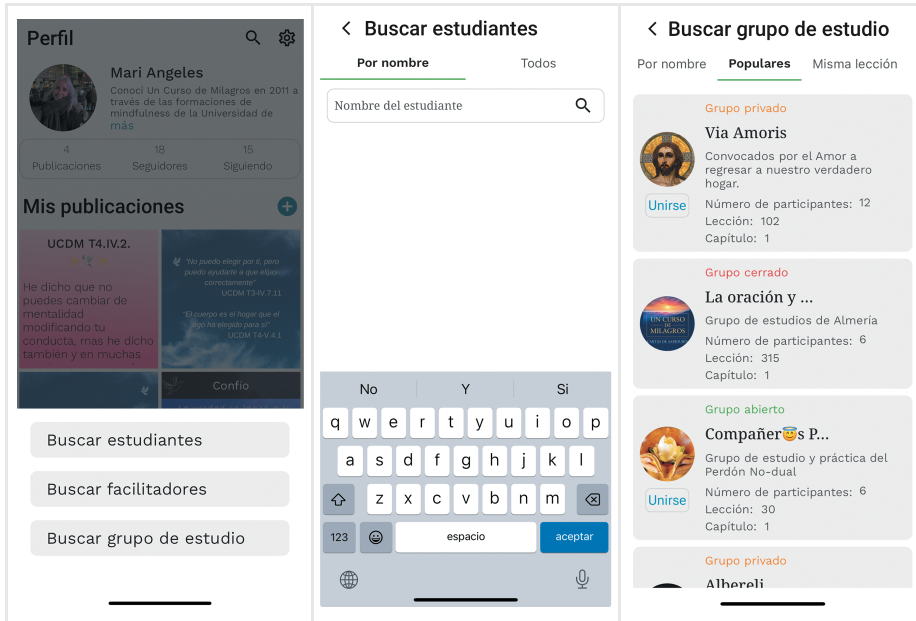 Perfil
Mari Angeles
Conocí Un Curso de Milagros en 2011 a
través de las formaciones de
mindfulness de la Universidad de
más
4
18
15
Publicaciones
Seguidores
Siguiendo
Mis publicaciones
UCDM T4.IV.2.
He dicho que no
puedes cambiar de
mentalidad
modificando tu
conducta, mas he dicho
también y en muchas
"No puedo elegir por ti, pero
puedo ayudarte a que elijas
correctamente"
UCDM T3-IV.7.11
"El cuerpo es el hogar que el
ego ha elegido para sí"
UCDM T4-V.4.1
Confío
Buscar estudiantes
Buscar facilitadores
Buscar grupo de estudio
Buscar estudiantes
Por nombre
Todos
Nombre del estudiante
No
Y
Si
q w e r t y u i o p
a s d f g h j k l
z x c v b n m
123
espacio
aceptar
Buscar grupo de estudio
Por nombre
Populares
Misma lección
Grupo privado
Via Amoris
Convocados por el Amor a
regresar a nuestro verdadero
hogar.
Unirse
Número de participantes: 12
Lección: 102
Capítulo: 1
Grupo cerrado
La oración y ...
UN CURSO
DE
MILAGROS
Grupo de estudios de Almería
Número de participantes: 6
Lección: 315
Capítulo: 1
Grupo abierto
Compañer😇s P...
Grupo de estudio y práctica del
Perdón No-dual
Unirse
Número de participantes: 6
Lección: 30
Capítulo: 1
Grupo privado
Albereli